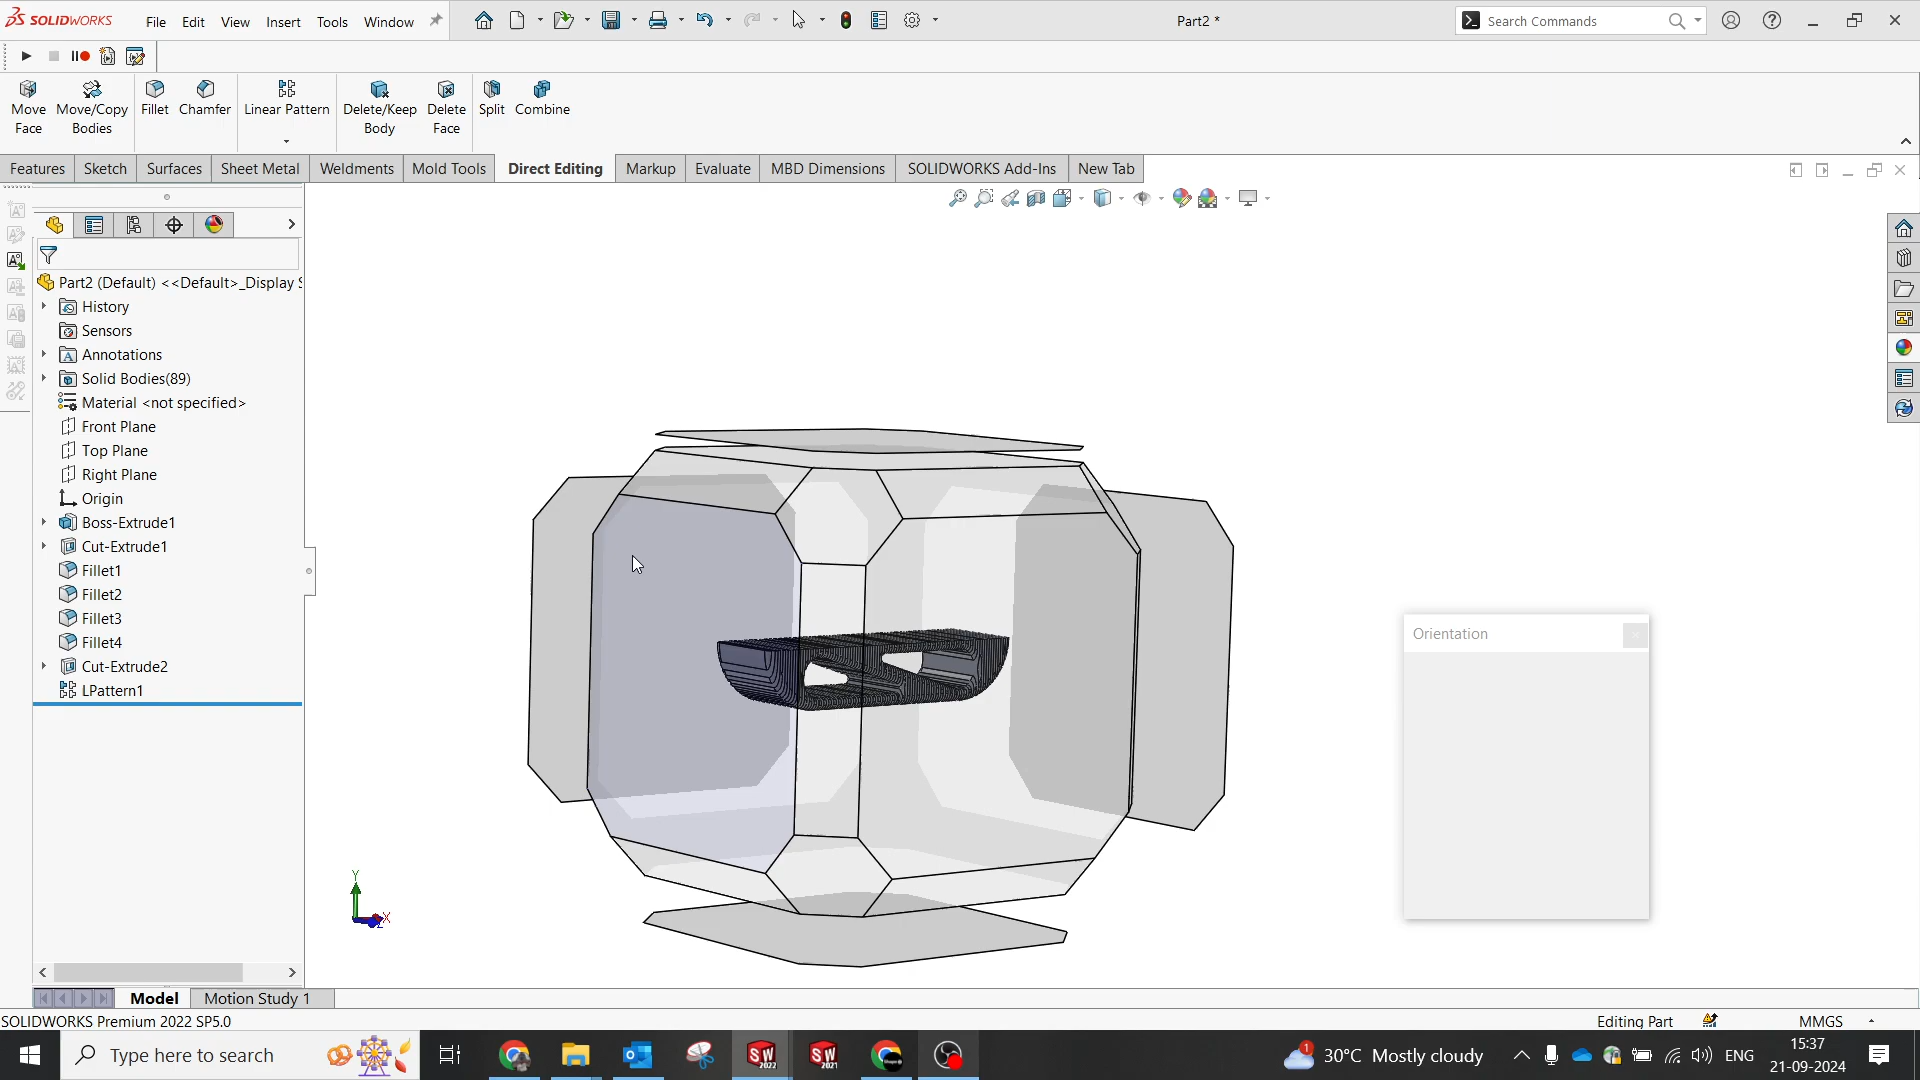 SOLIDWORKS File Edit View Insert Tools Window Part2 * Search Commands
Move Face Move/Copy Bodies Fillet Chamfer Linear Pattern Delete/Keep Body Delete Face Split Combine
Features Sketch Surfaces Sheet Metal Weldments Mold Tools Direct Editing Markup Evaluate MBD Dimensions SOLIDWORKS Add-Ins New Tab
Part2 (Default) <<Default>_Display S
History
Sensors
Annotations
Solid Bodies(89)
Material <not specified>
Front Plane
Top Plane
Right Plane
Origin
Boss-Extrude1
Cut-Extrude1
Fillet1
Fillet2
Fillet3
Fillet4
Cut-Extrude2
LPattern1
Orientation
Y
X
Z
Model Motion Study 1
SOLIDWORKS Premium 2022 SP5.0 Editing Part MMGS
Type here to search SW 2022 SW 2021 1 30°C Mostly cloudy ENG 15:37
21-09-2024